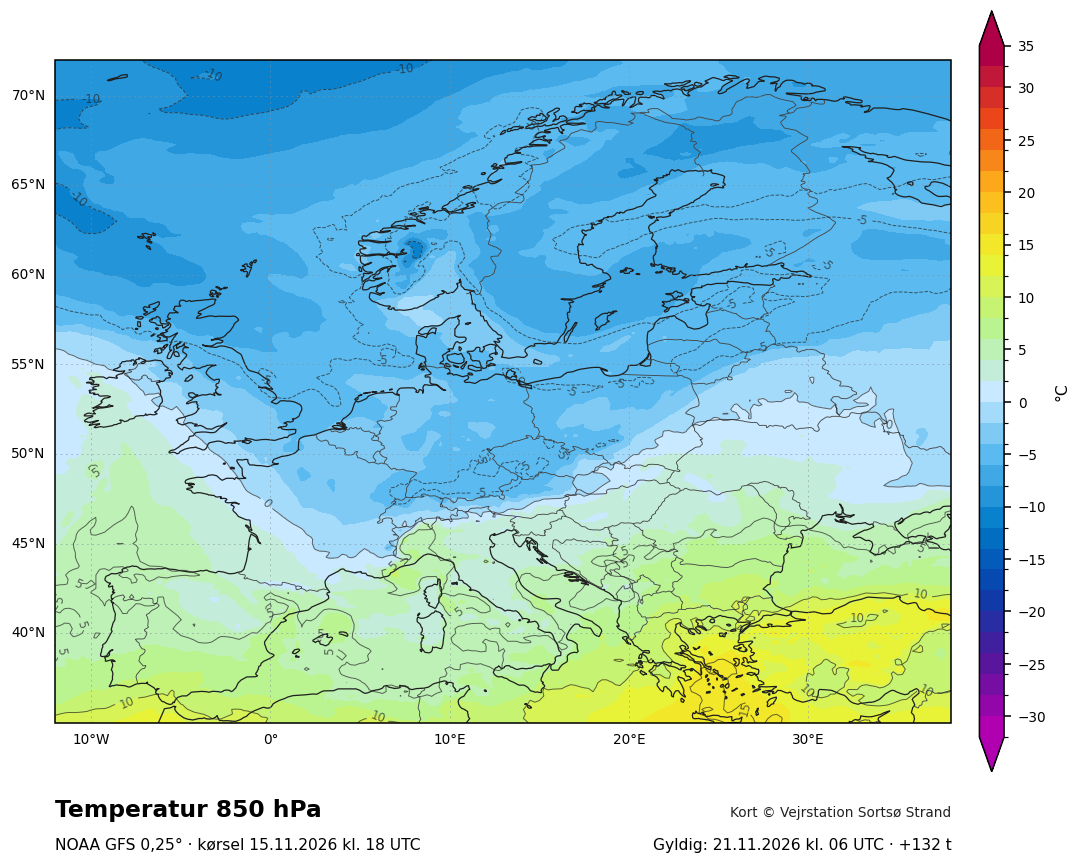 70°N
65°N
60°N
55°N
50°N
45°N
40°N
10°W
0°
10°E
20°E
30°E
35
30
25
20
15
10
5
0
−5
−10
−15
−20
−25
−30
°C
Temperatur 850 hPa
Kort © Vejrstation Sortsø Strand
NOAA GFS 0,25° · kørsel 15.11.2026 kl. 18 UTC
Gyldig: 21.11.2026 kl. 06 UTC · +132 t